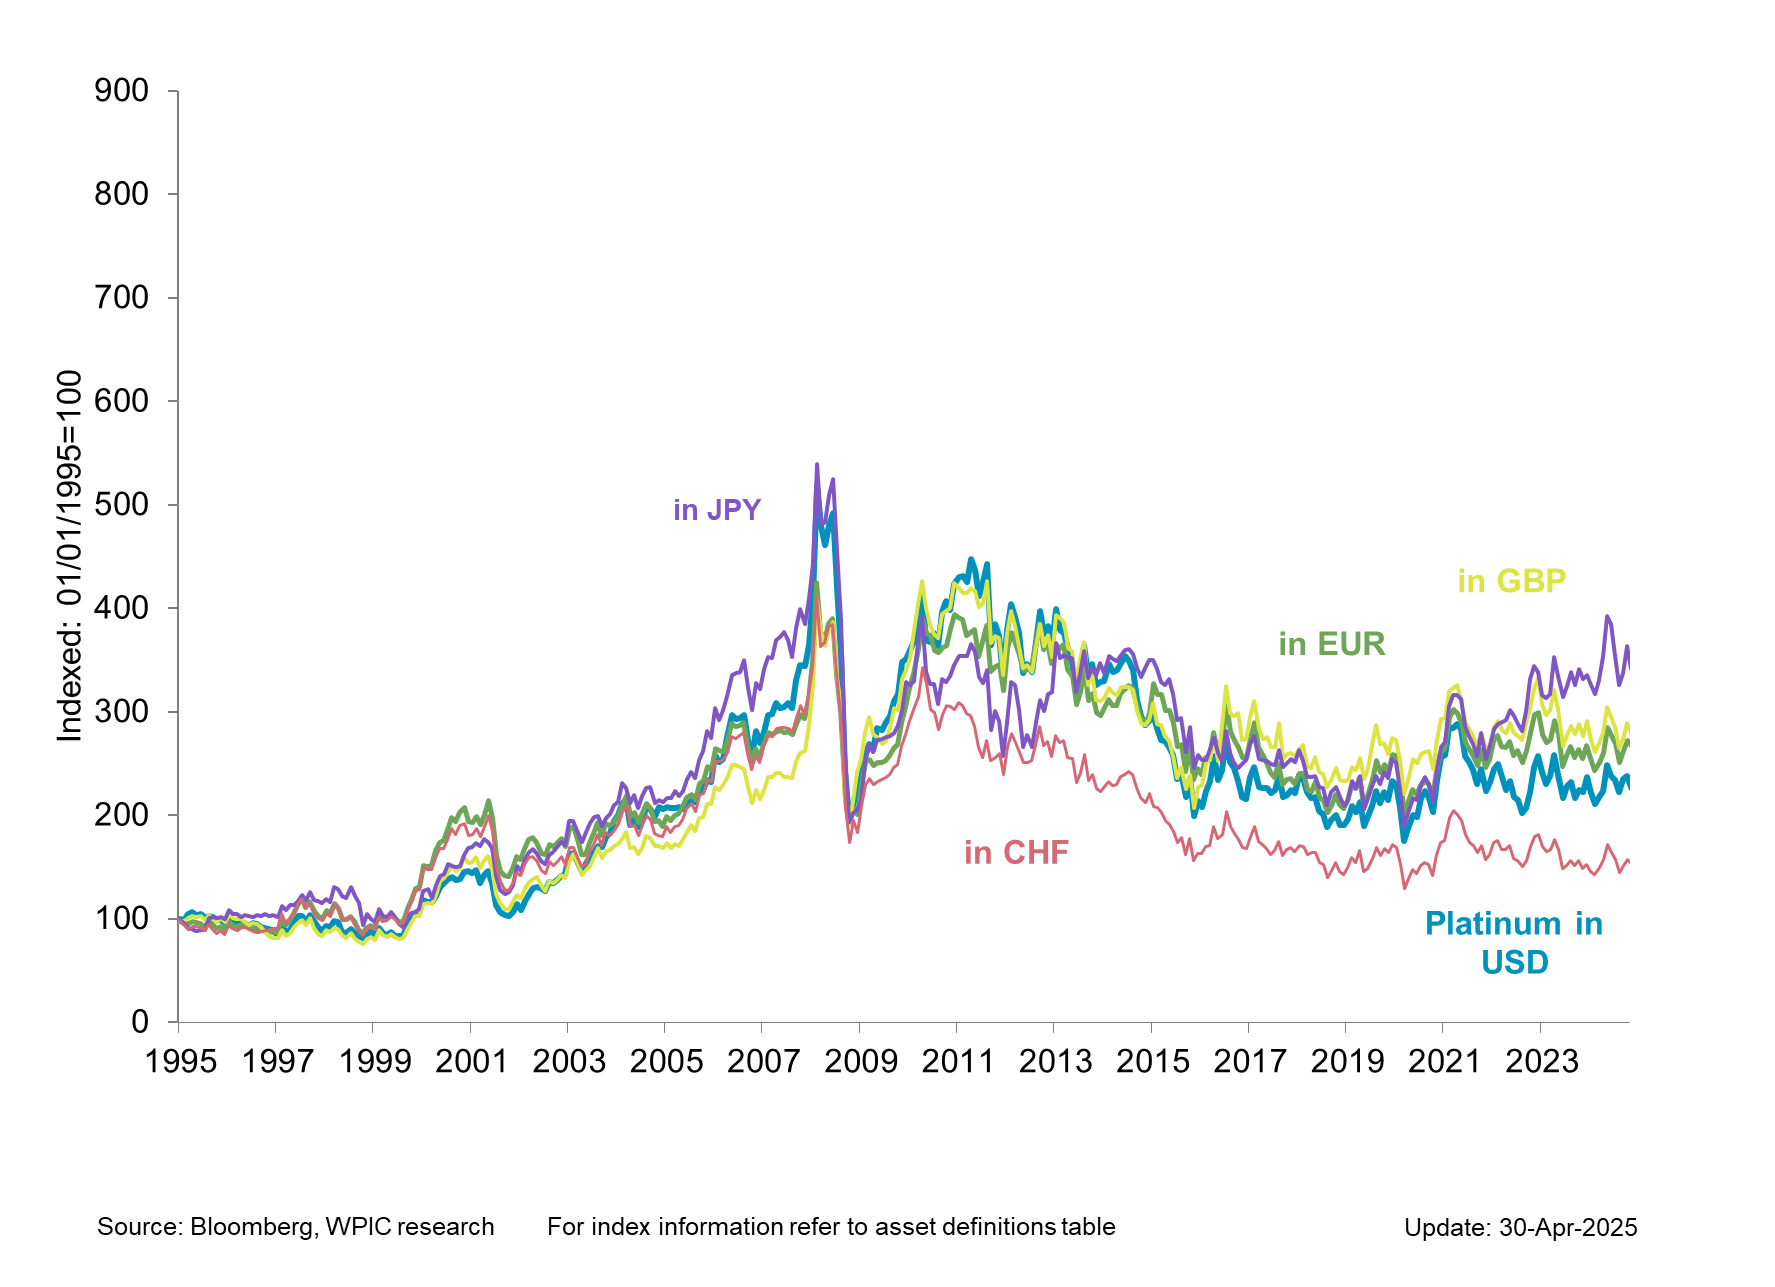 900
800
700
600
500
400
300
200
100
0
Indexed: 01/01/1995=100
in JPY
in GBP
in EUR
in CHF
Platinum in
USD
1995 1997 1999 2001 2003 2005 2007 2009 2011 2013 2015 2017 2019 2021 2023
Source: Bloomberg, WPIC research For index information refer to asset definitions table Update: 30-Apr-2025